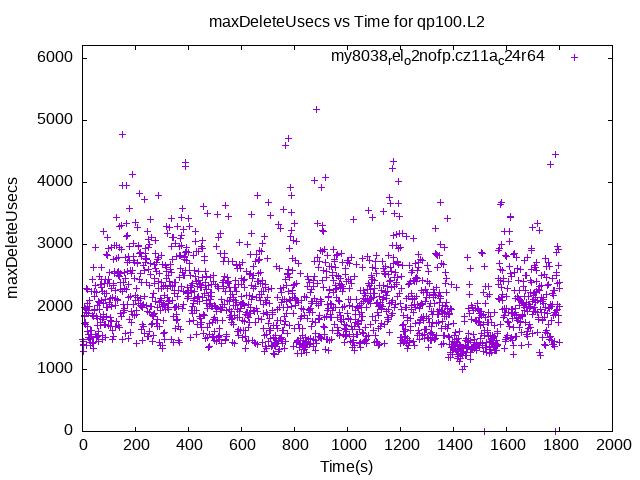 maxDeleteUsecs vs Time for qp100.L2
my8038relo2nofp.cz11ac24r64
6000
5000
4000
3000
2000
1000
0
maxDeleteUsecs
0 200 400 600 800 1000 1200 1400 1600 1800 2000
Time(s)